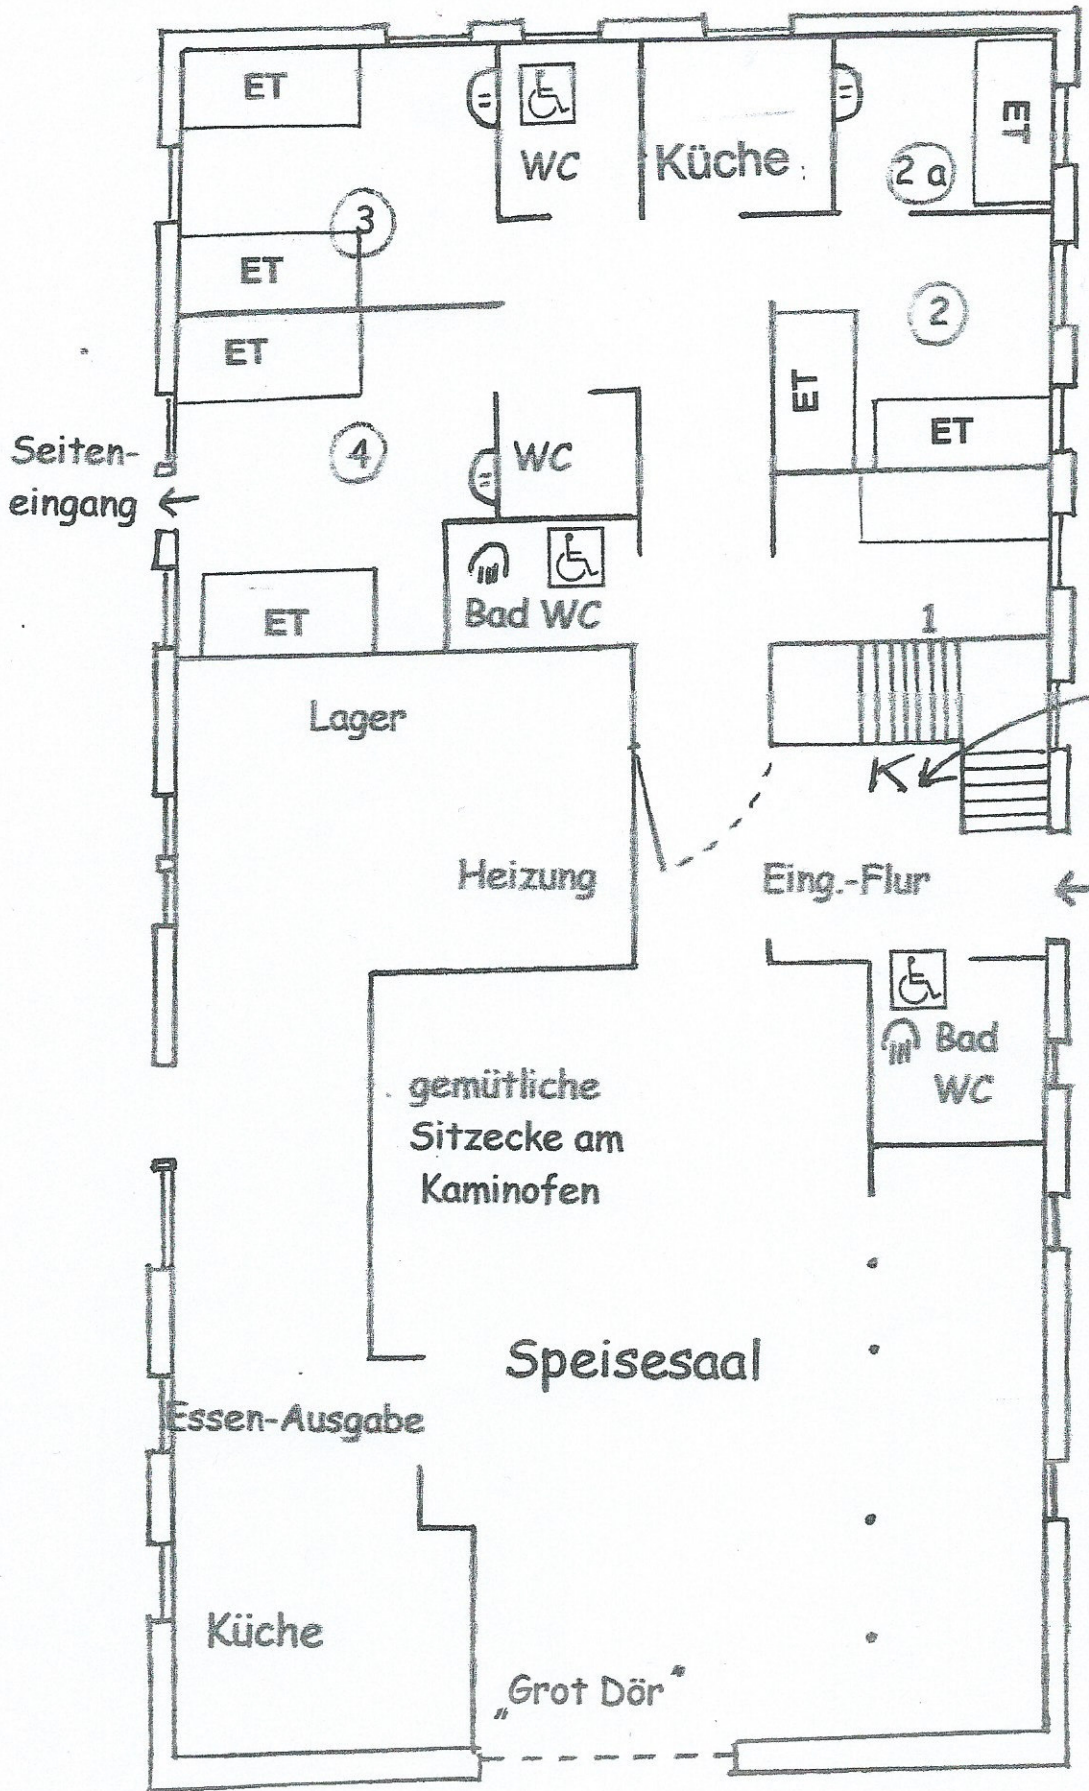 ET
WC
Küche
ET
2 a
3
ET
2
ET
ET
ET
Seiten-
eingang
4
WC
ET
Bad WC
1
Lager
K
Heizung
Eing.-Flur
Bad
WC
gemütliche
Sitzecke am
Kaminofen
Speisesaal
Essen-Ausgabe
Küche
„Grot Dör“